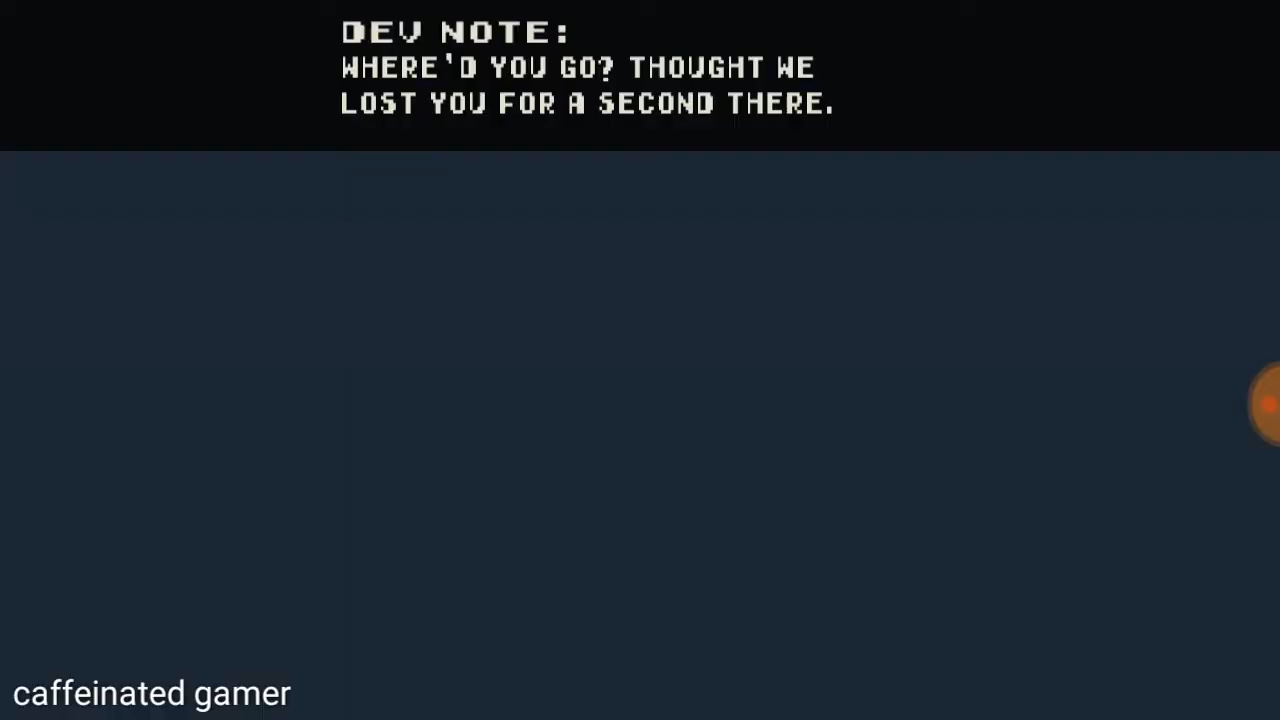 DEV NOTE:
WHERE'D YOU GO? THOUGHT WE
LOST YOU FOR A SECOND THERE.
caffeinated gamer